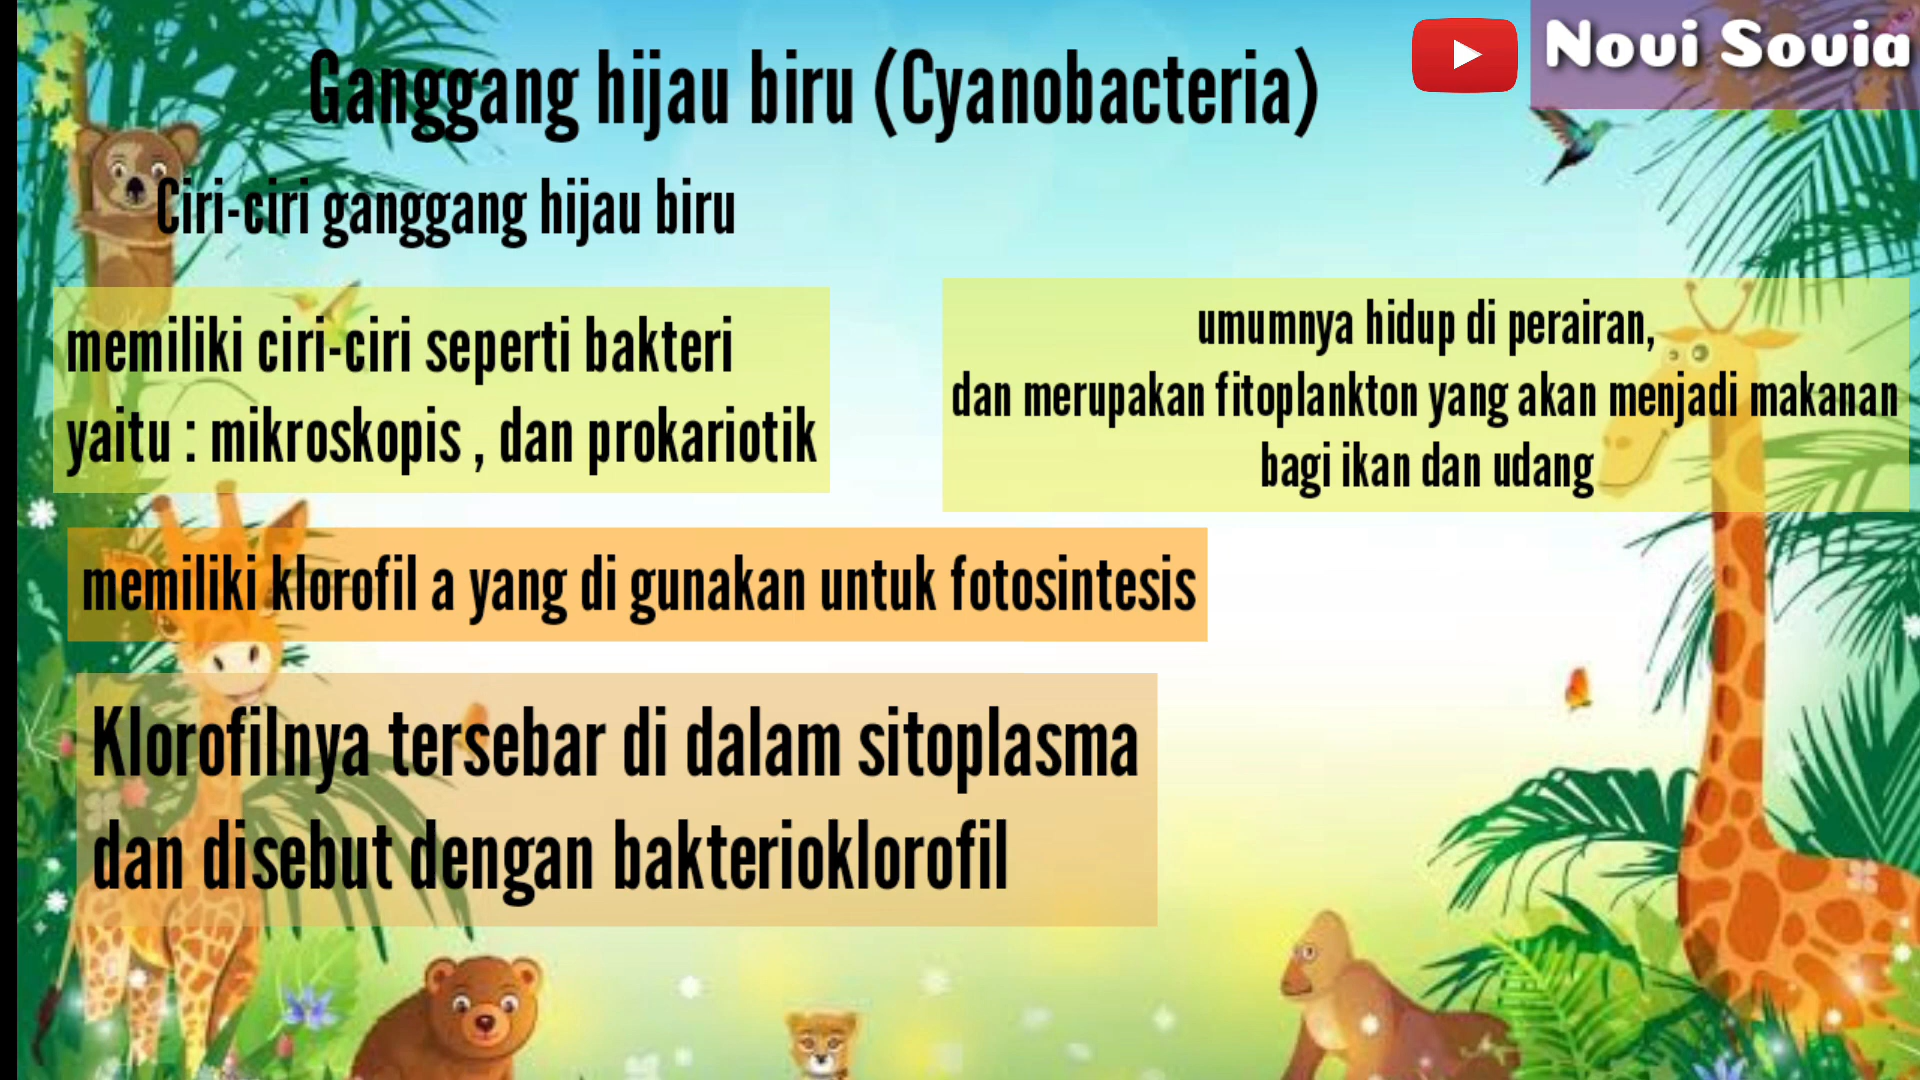 Ganggang hijau biru (Cyanobacteria)
Novi Sovia
Ciri-ciri ganggang hijau biru
memiliki ciri-ciri seperti bakteri
yaitu : mikroskopis , dan prokariotik
umumnya hidup di perairan,
dan merupakan fitoplankton yang akan menjadi makanan
bagi ikan dan udang
memiliki klorofil a yang di gunakan untuk fotosintesis
Klorofilnya tersebar di dalam sitoplasma
dan disebut dengan bakterioklorofil